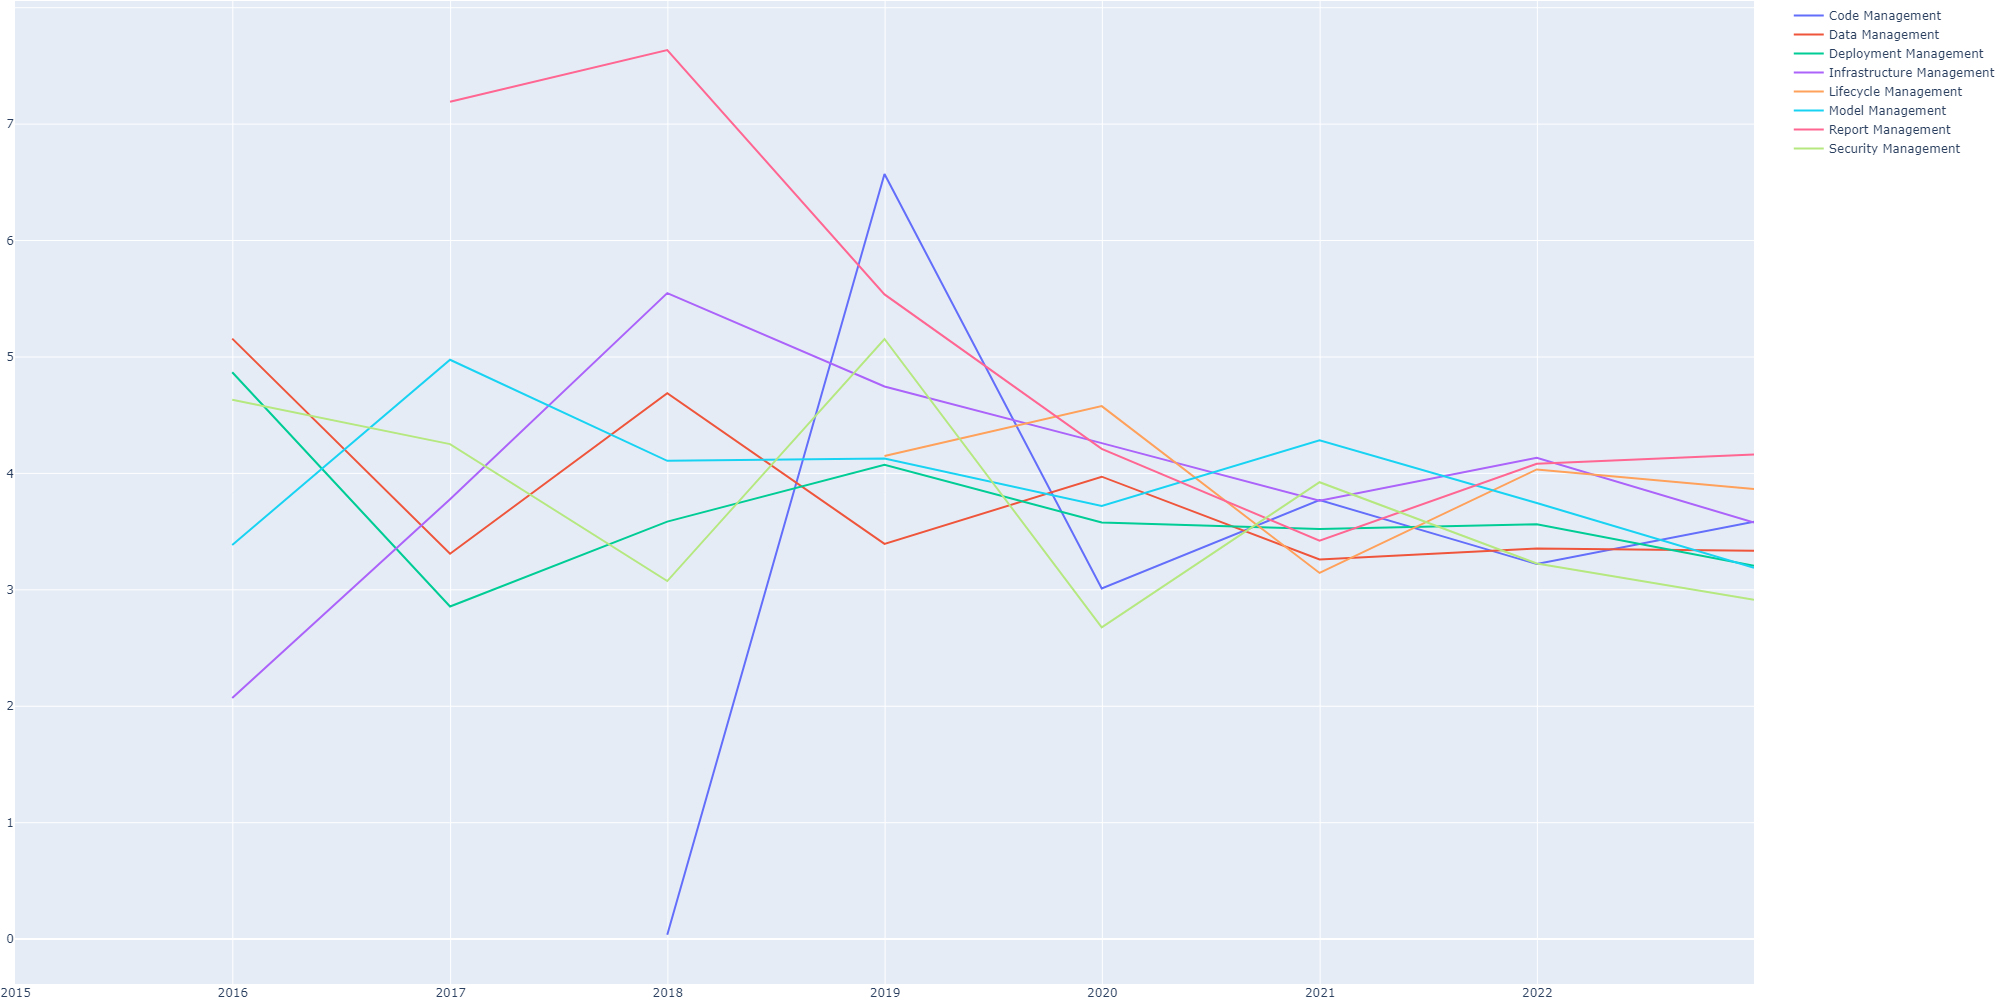 Code Management
Data Management
Deployment Management
Infrastructure Management
Lifecycle Management
Model Management
Report Management
Security Management
7
6
5
4
3
2
1
0
2015 2016 2017 2018 2019 2020 2021 2022